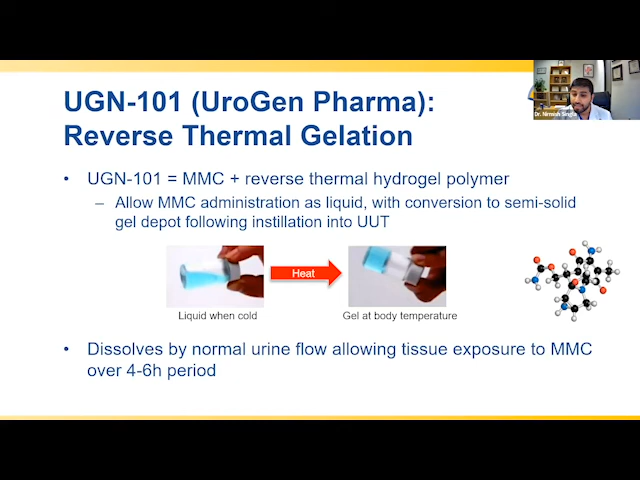 UGN-101 (UroGen Pharma):
Reverse Thermal Gelation
Dr. Nirmish Singla
• UGN-101 = MMC + reverse thermal hydrogel polymer
– Allow MMC administration as liquid, with conversion to semi-solid
gel depot following instillation into UUT
Heat
Liquid when cold
Gel at body temperature
• Dissolves by normal urine flow allowing tissue exposure to MMC
over 4-6h period